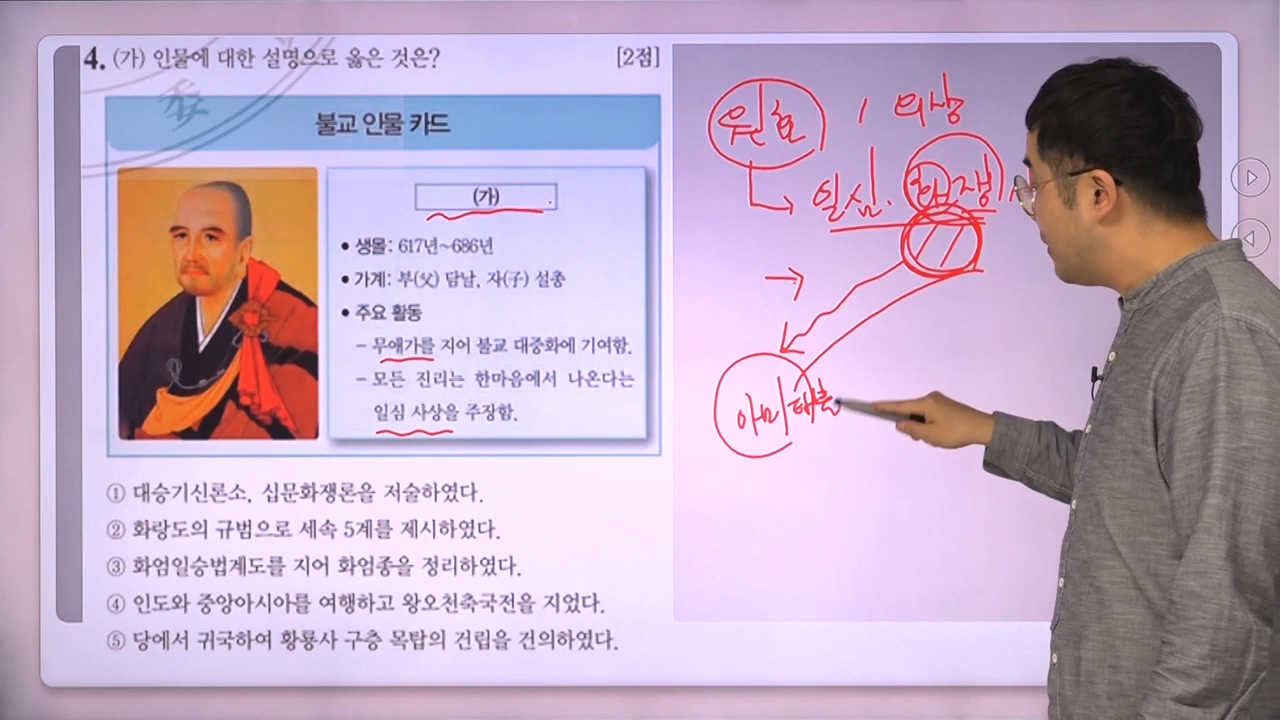 4. (가) 인물에 대한 설명으로 옳은 것은? [2점]
불교 인물 카드
(가)
• 생몰: 617년~686년
• 가계: 부(父) 담날, 자(子) 설총
• 주요 활동
– 무애가를 지어 불교 대중화에 기여함.
– 모든 진리는 한마음에서 나온다는
일심 사상을 주장함.
① 대승기신론소, 십문화쟁론을 저술하였다.
② 화랑도의 규범으로 세속 5계를 제시하였다.
③ 화엄일승법계도를 지어 화엄종을 정리하였다.
④ 인도와 중앙아시아를 여행하고 왕오천축국전을 지었다.
⑤ 당에서 귀국하여 황룡사 구층 목탑의 건립을 건의하였다.
원효 / 의상
일심.
아미타불